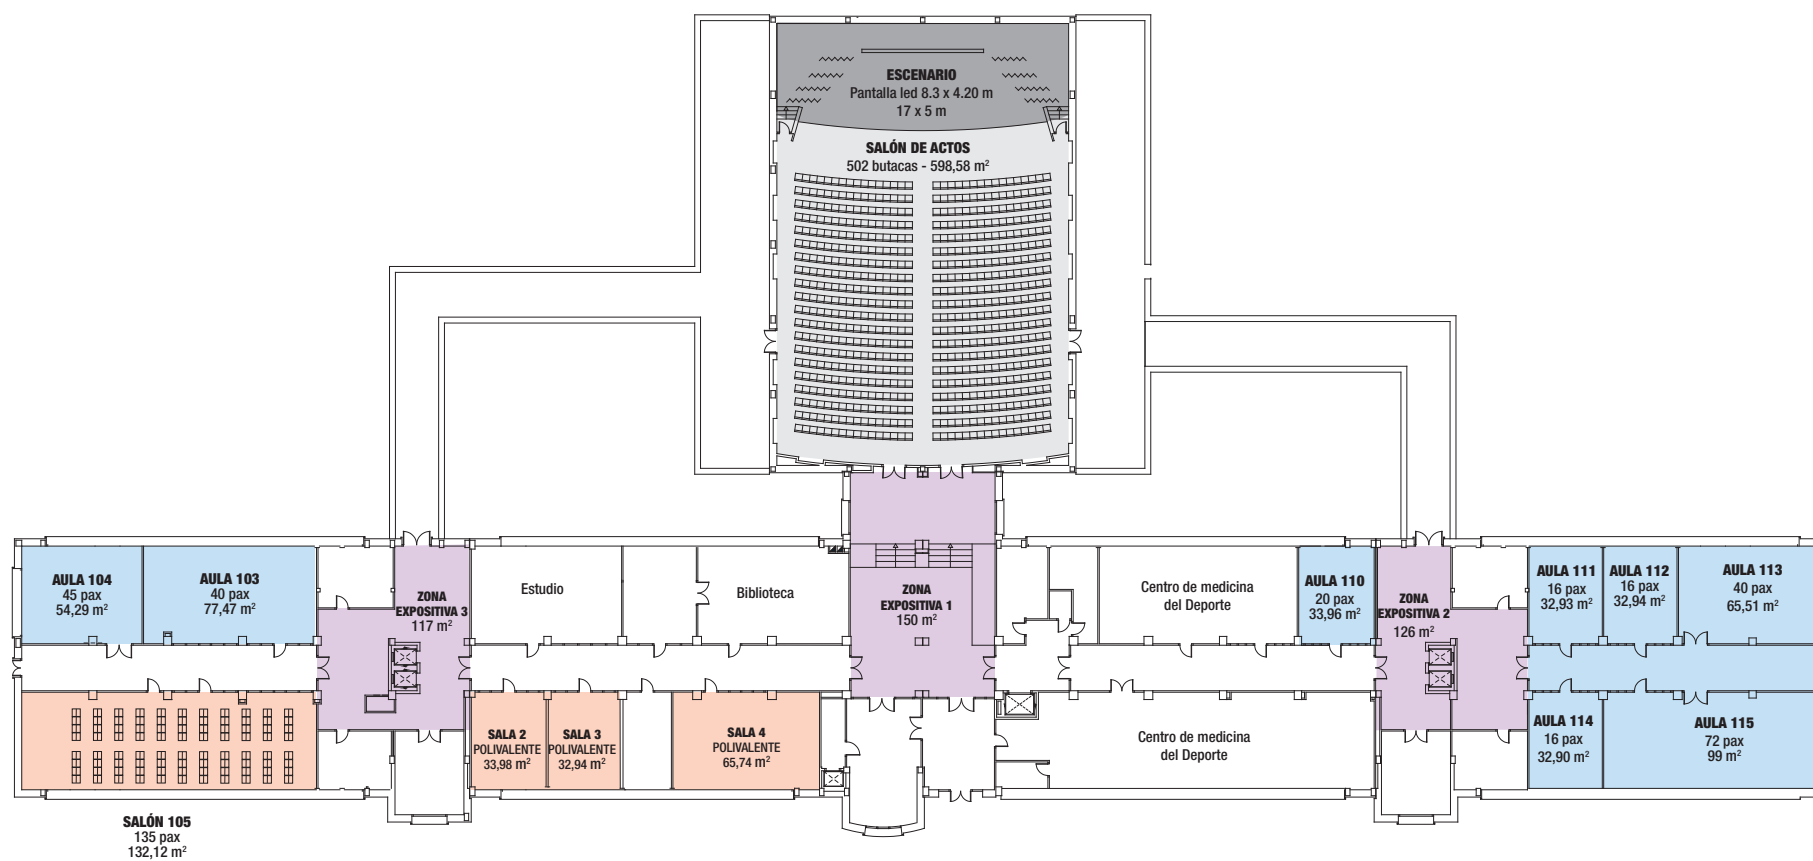 ESCENARIO
Pantalla led 8.3 x 4.20 m
17 x 5 m
SALÓN DE ACTOS
502 butacas - 598,58 m²
AULA 104
45 pax
54,29 m²
AULA 103
40 pax
77,47 m²
ZONA
EXPOSITIVA 3
117 m²
Estudio
Biblioteca
ZONA
EXPOSITIVA 1
150 m²
Centro de medicina
del Deporte
AULA 110
20 pax
33,96 m²
ZONA
EXPOSITIVA 2
126 m²
AULA 111
16 pax
32,93 m²
AULA 112
16 pax
32,94 m²
AULA 113
40 pax
65,51 m²
SALÓN 105
135 pax
132,12 m²
SALA 2
POLIVALENTE
33,98 m²
SALA 3
POLIVALENTE
32,94 m²
SALA 4
POLIVALENTE
65,74 m²
Centro de medicina
del Deporte
AULA 114
16 pax
32,90 m²
AULA 115
72 pax
99 m²